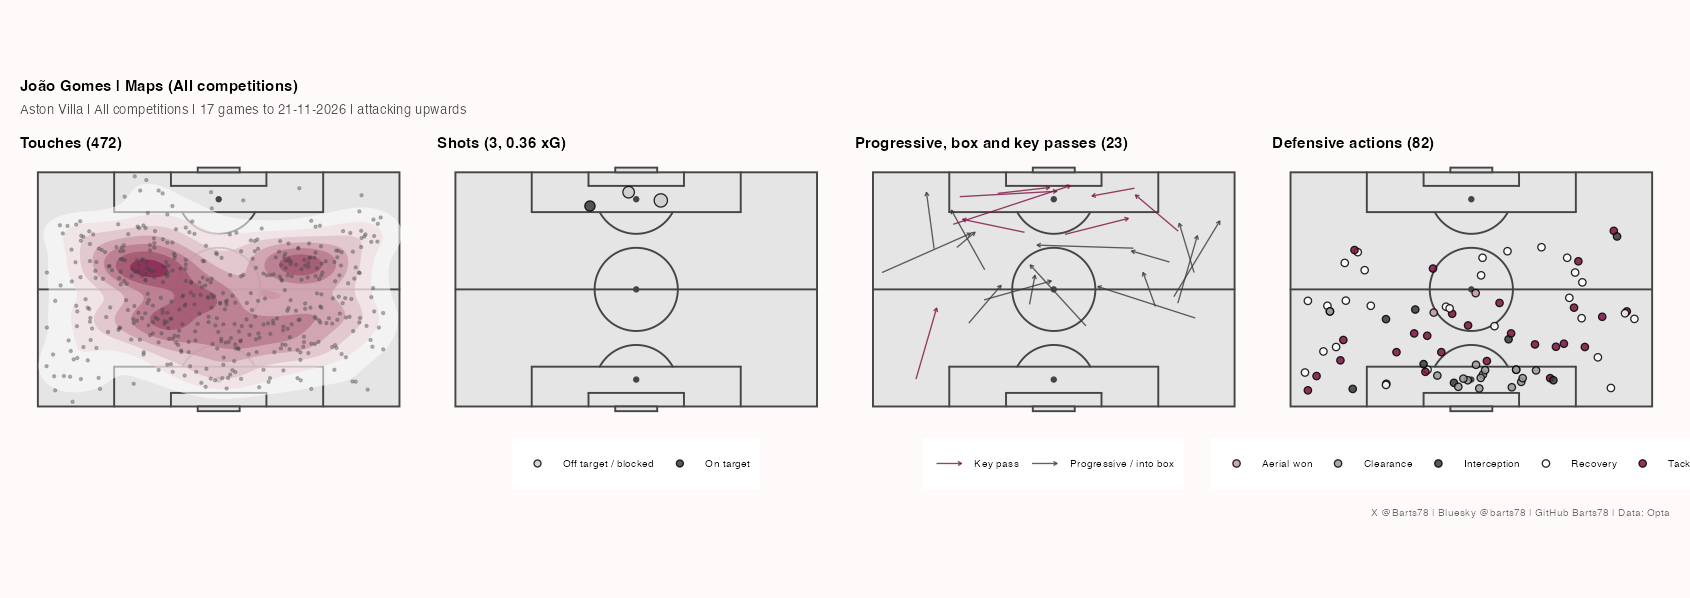 João Gomes | Maps (All competitions)
Aston Villa | All competitions | 17 games to 21-11-2026 | attacking upwards
Touches (472)
Shots (3, 0.36 xG)
Progressive, box and key passes (23)
Defensive actions (82)
Off target / blocked
On target
Key pass
Progressive / into box
Aerial won
Clearance
Interception
Recovery
Tack
X @Barts78 | Bluesky @barts78 | GitHub Barts78 | Data: Opta